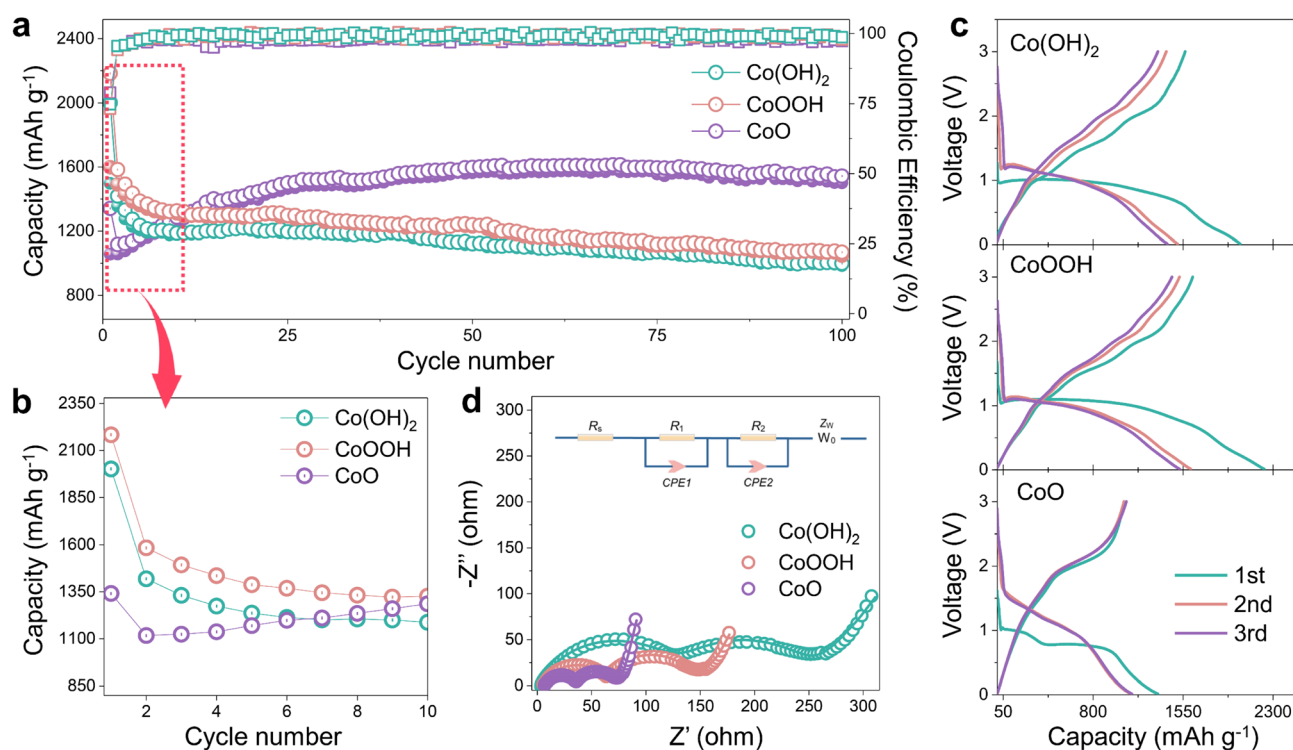 a
Capacity (mAh g⁻¹)
2400
2000
1600
1200
800
0
25
50
75
100
Cycle number
100
75
50
25
0
Coulombic Efficiency (%)
Co(OH)₂
CoOOH
CoO
b
Capacity (mAh g⁻¹)
2350
2100
1850
1600
1350
1100
850
2
4
6
8
10
Cycle number
Co(OH)₂
CoOOH
CoO
c
Co(OH)₂
Voltage (V)
3
2
1
0
CoOOH
Voltage (V)
3
2
1
0
CoO
Voltage (V)
3
2
1
0
1st
2nd
3rd
50
800
1550
2300
Capacity (mAh g⁻¹)
d
-Z'' (ohm)
300
250
200
150
100
50
0
0
50
100
150
200
250
300
Z' (ohm)
Rs
R1
R2
Zw
W0
CPE1
CPE2
Co(OH)₂
CoOOH
CoO